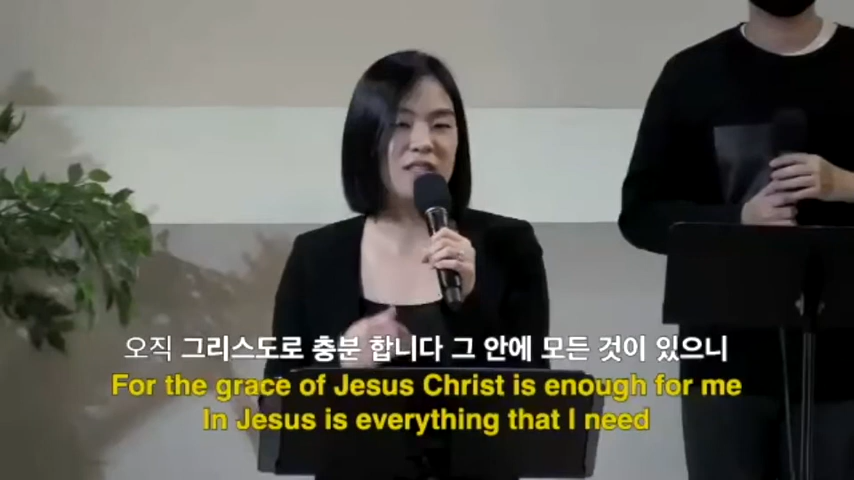 오직 그리스도로 충분 합니다 그 안에 모든 것이 있으니
For the grace of Jesus Christ is enough for me
In Jesus is everything that I need